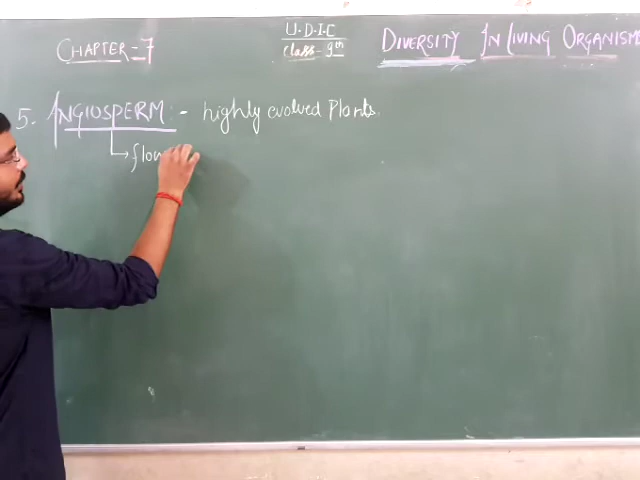 CHAPTER-7
U.D.I.C
Class-9th
DIVERSITY IN LIVING ORGANISM
5. ANGIOSPERM:- highly evolved Plants.
flow